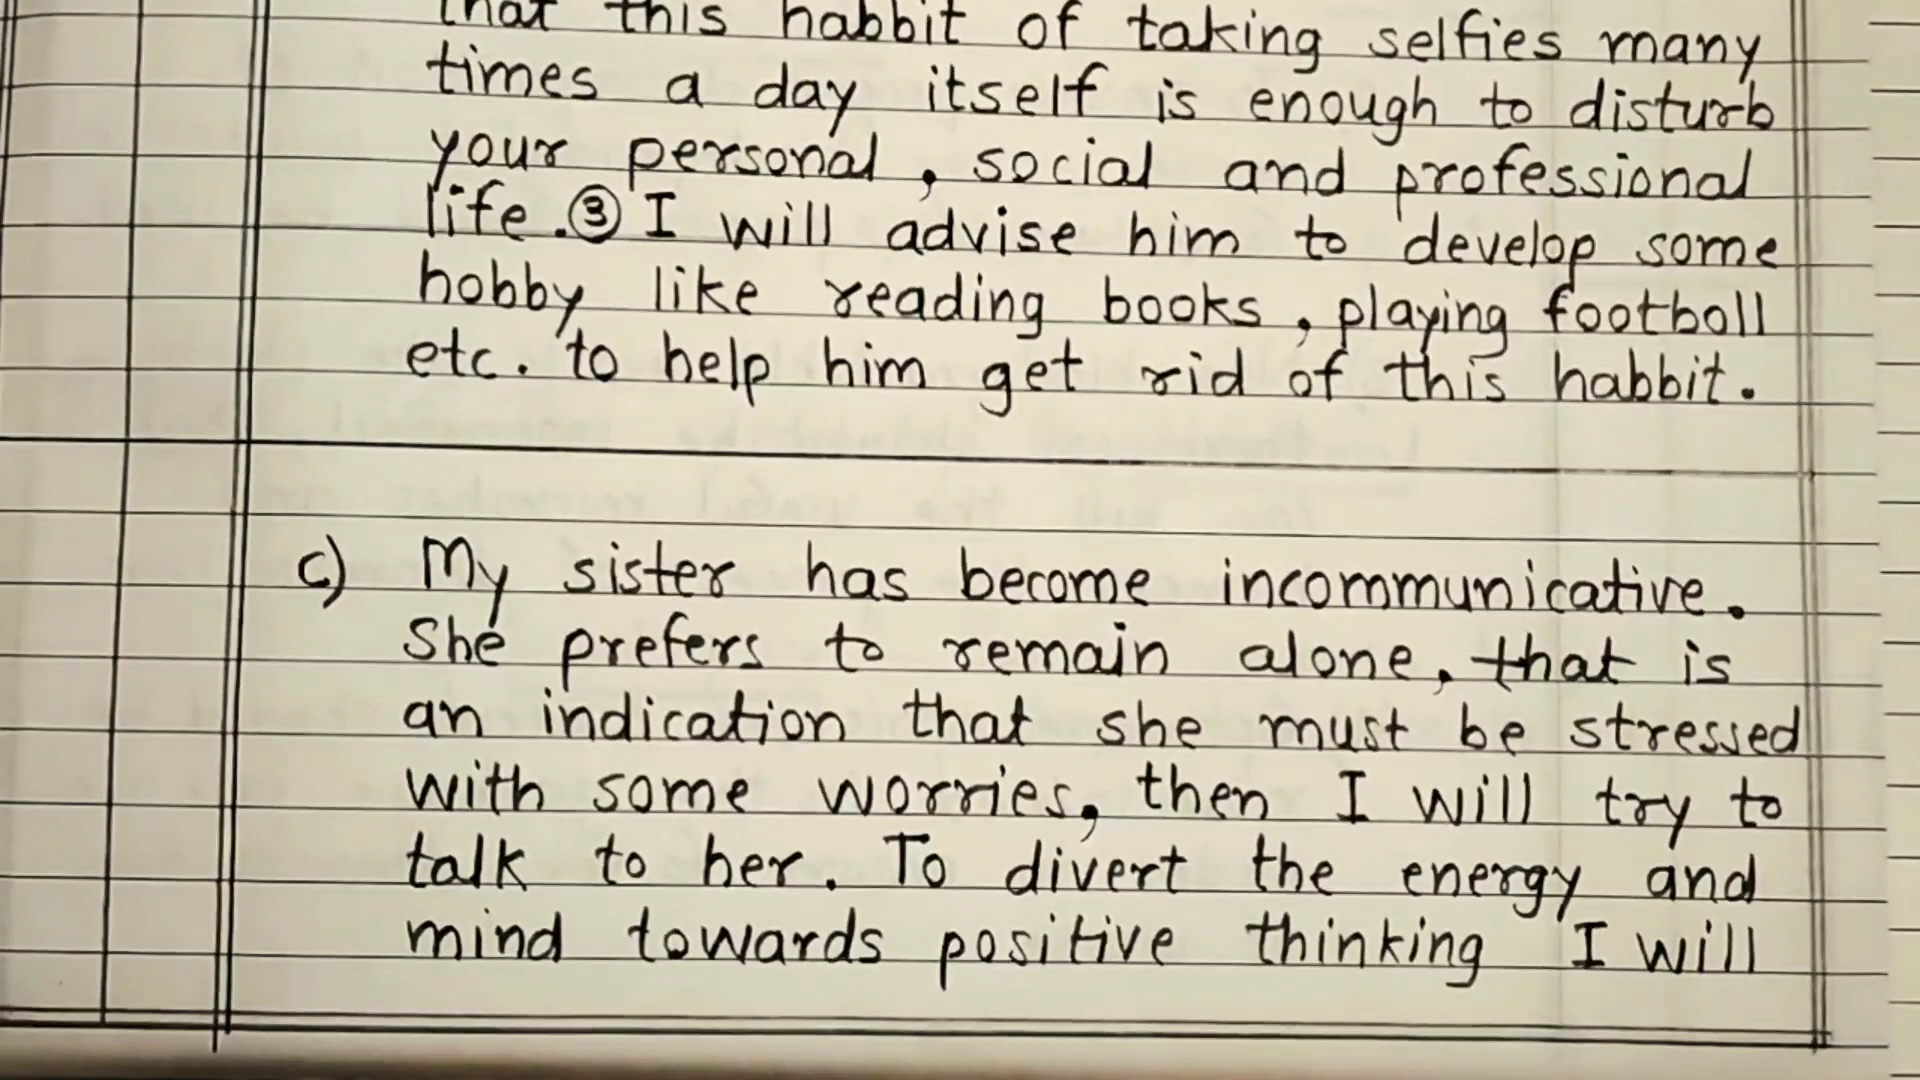 that this habbit of taking selfies many
times a day itself is enough to disturb
your personal, social and professional
life. ③ I will advise him to develop some
hobby like reading books, playing football
etc. to help him get rid of this habbit.
c) My sister has become incommunicative.
She prefers to remain alone, that is
an indication that she must be stressed
with some worries, then I will try to
talk to her. To divert the energy and
mind towards positive thinking I will